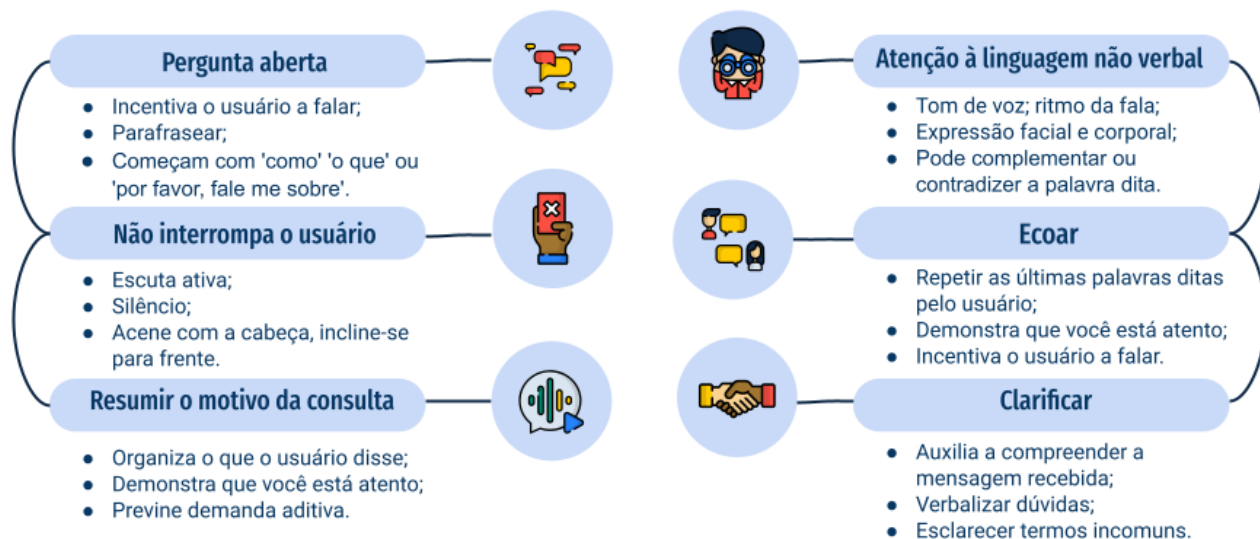 Pergunta aberta
● Incentiva o usuário a falar;
● Parafrasear;
● Começam com 'como' 'o que' ou
'por favor, fale me sobre'.
Não interrompa o usuário
● Escuta ativa;
● Silêncio;
● Acene com a cabeça, incline-se
para frente.
Resumir o motivo da consulta
● Organiza o que o usuário disse;
● Demonstra que você está atento;
● Previne demanda aditiva.
Atenção à linguagem não verbal
● Tom de voz; ritmo da fala;
● Expressão facial e corporal;
● Pode complementar ou
contradizer a palavra dita.
Ecoar
● Repetir as últimas palavras ditas
pelo usuário;
● Demonstra que você está atento;
● Incentiva o usuário a falar.
Clarificar
● Auxilia a compreender a
mensagem recebida;
● Verbalizar dúvidas;
● Esclarecer termos incomuns.